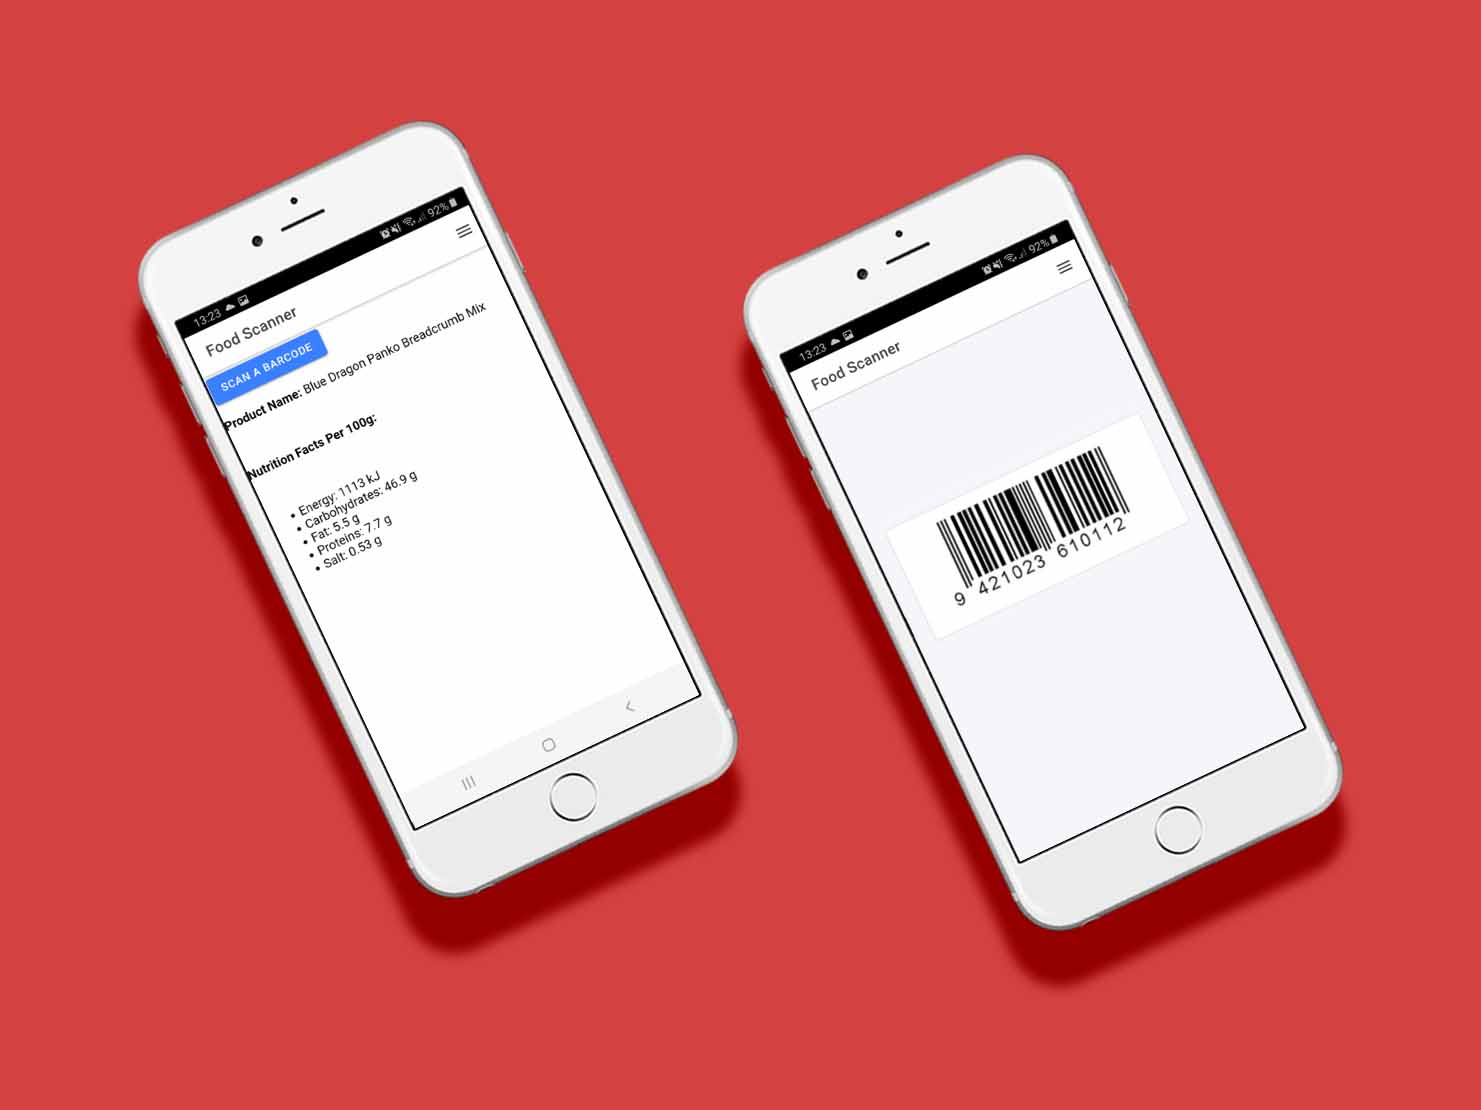 13:23
92%
Food Scanner
SCAN A BARCODE
Product Name: Blue Dragon Panko Breadcrumb Mix
Nutrition Facts Per 100g:
• Energy: 1113 kJ
• Carbohydrates: 46.9 g
• Fat: 5.5 g
• Proteins: 7.7 g
• Salt: 0.53 g
13:23
92%
Food Scanner
9 421023 610112